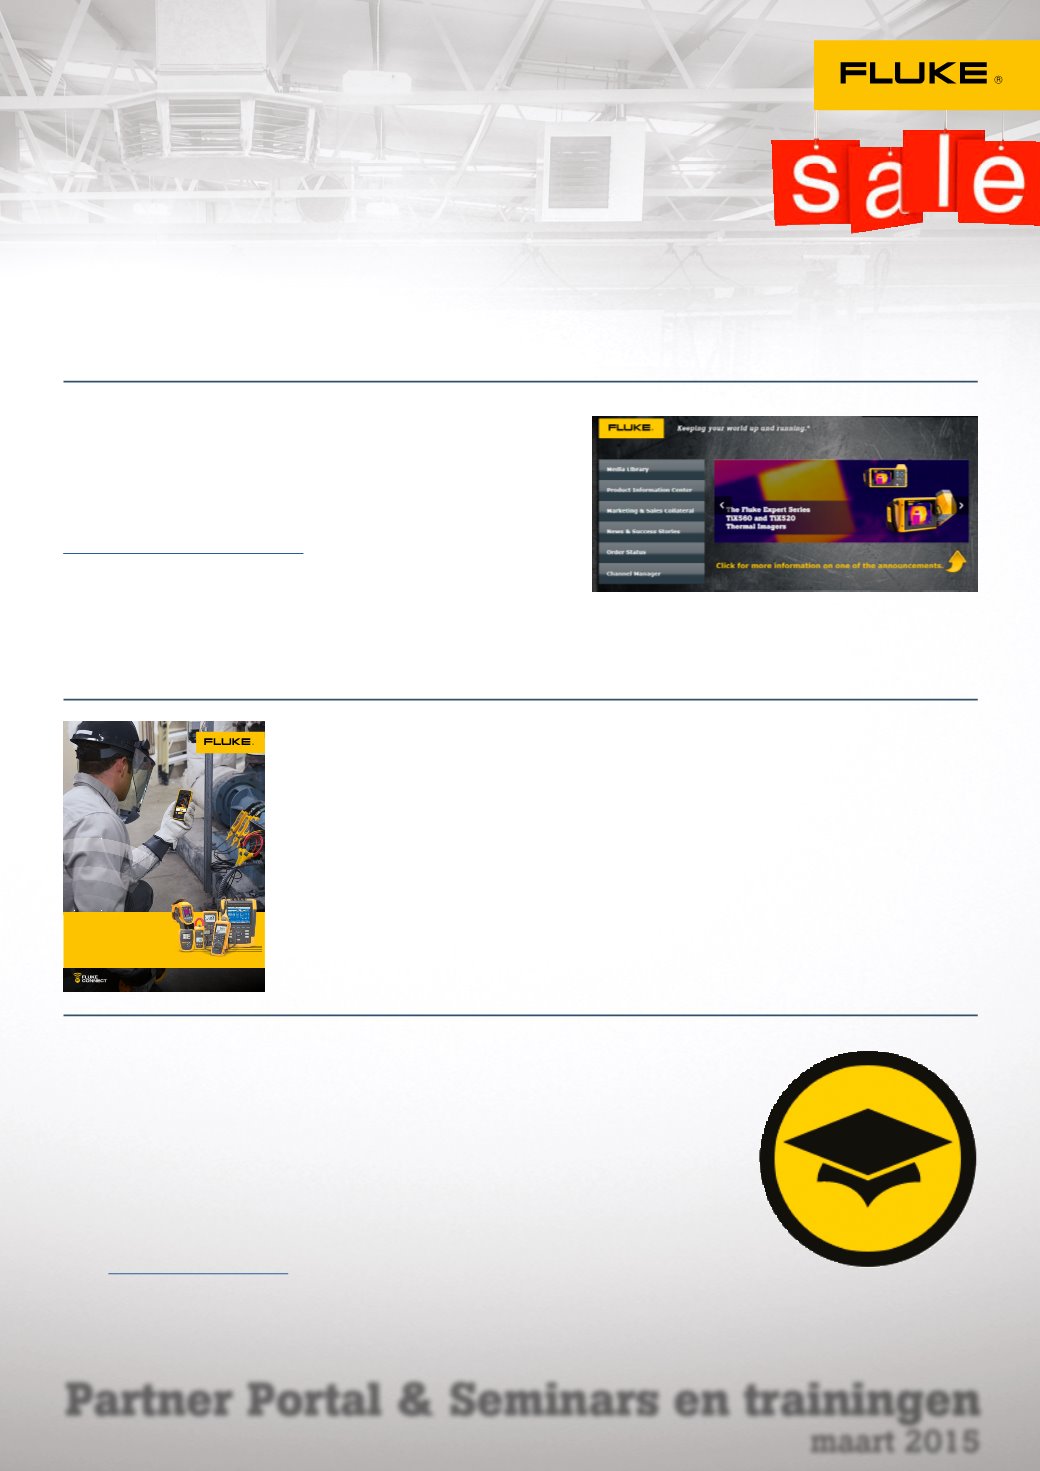 FLUKE ®
sale
FLUKE®
Keeping your world up and running.®
Media Library
Product Information Center
Marketing & Sales Collateral
News & Success Stories
Order Status
Channel Manager
The Fluke Expert Series
TiX560 and TiX520
Thermal Imagers
Click for more information on one of the announcements.
FLUKE®
FLUKE
CONNECT
Partner Portal & Seminars en trainingen
maart 2015